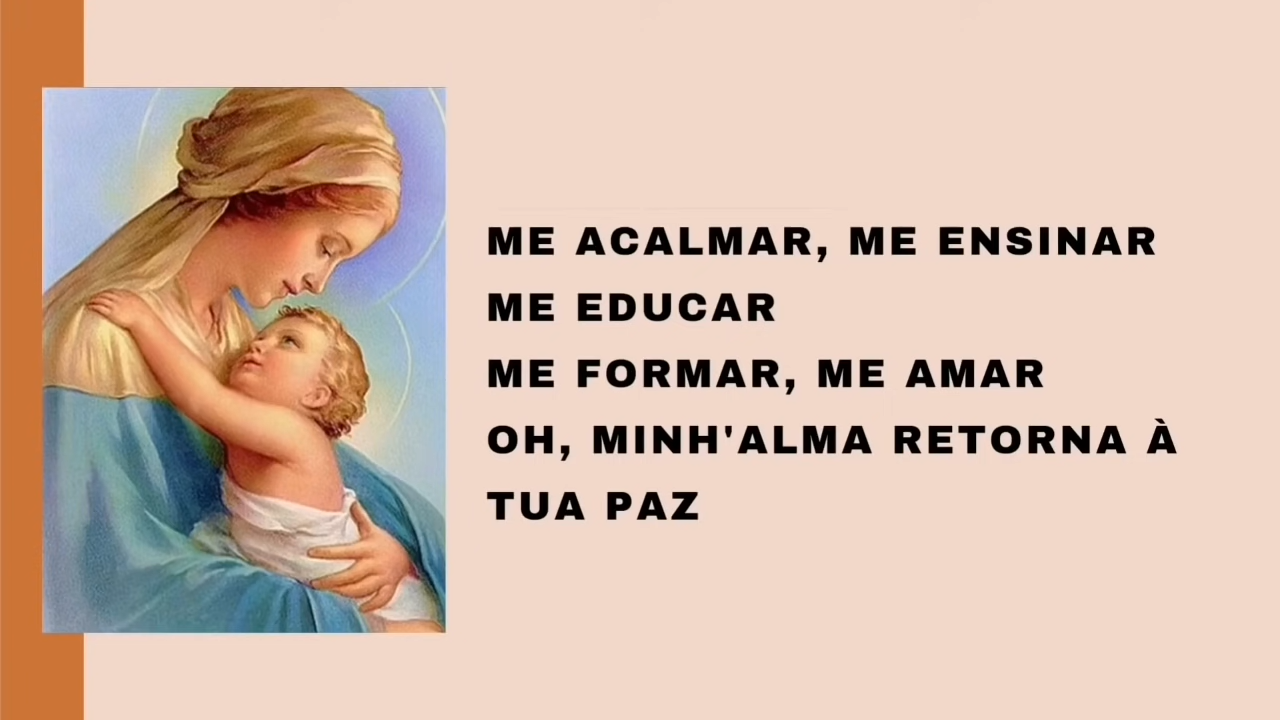 ME ACALMAR, ME ENSINAR
ME EDUCAR
ME FORMAR, ME AMAR
OH, MINH'ALMA RETORNA À
TUA PAZ